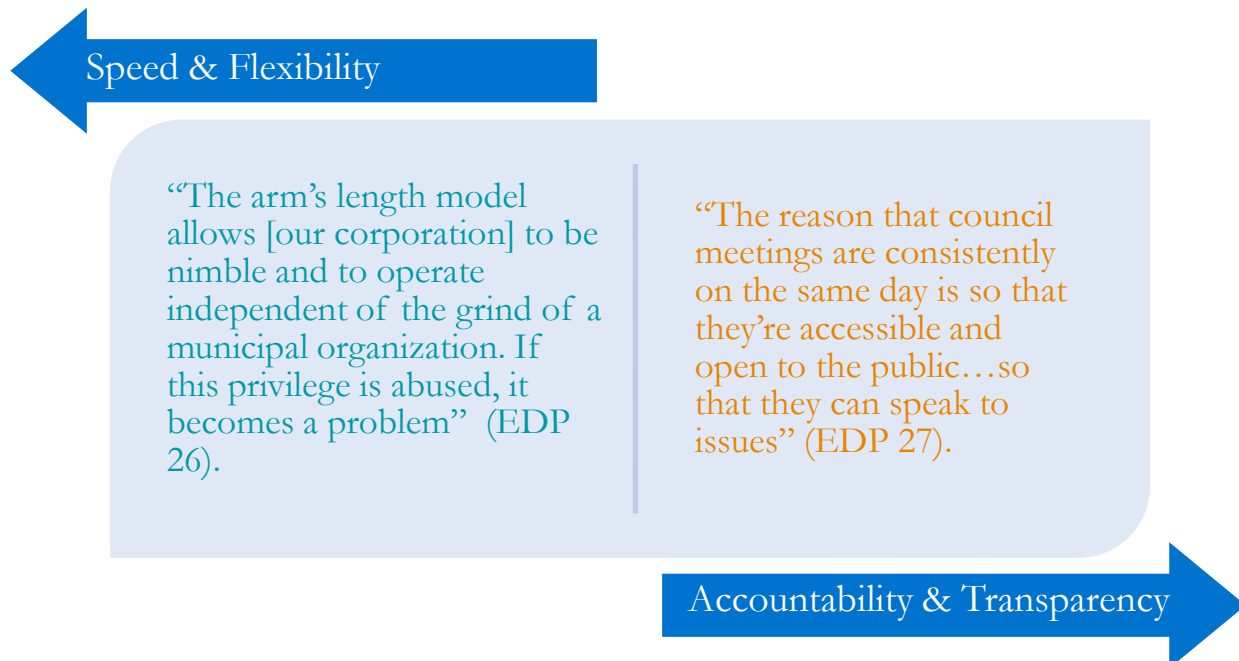 Speed & Flexibility
“The arm’s length model
allows [our corporation] to be
nimble and to operate
independent of the grind of a
municipal organization. If
this privilege is abused, it
becomes a problem” (EDP
26).
“The reason that council
meetings are consistently
on the same day is so that
they’re accessible and
open to the public…so
that they can speak to
issues” (EDP 27).
Accountability & Transparency